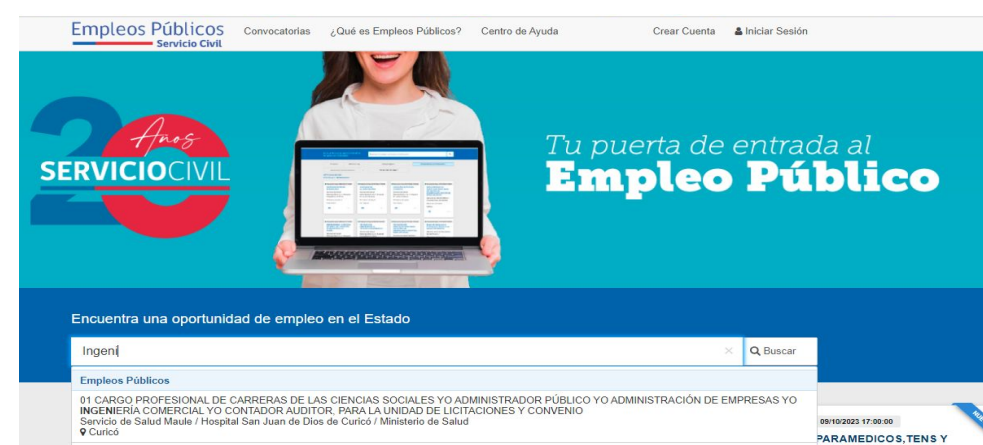 Empleos Públicos
Servicio Civil
Convocatorias ¿Qué es Empleos Públicos? Centro de Ayuda Crear Cuenta Iniciar Sesión
20 Años
SERVICIOCIVIL
Tu puerta de entrada al
Empleo Público
Encuentra una oportunidad de empleo en el Estado
Ingeni × Buscar
Empleos Públicos
01 CARGO PROFESIONAL DE CARRERAS DE LAS CIENCIAS SOCIALES YO ADMINISTRADOR PÚBLICO YO ADMINISTRACIÓN DE EMPRESAS YO
INGENIERÍA COMERCIAL YO CONTADOR AUDITOR, PARA LA UNIDAD DE LICITACIONES Y CONVENIO
Servicio de Salud Maule / Hospital San Juan de Dios de Curicó / Ministerio de Salud
Curicó
09/10/2023 17:00:00
PARAMEDICOS,TENS Y